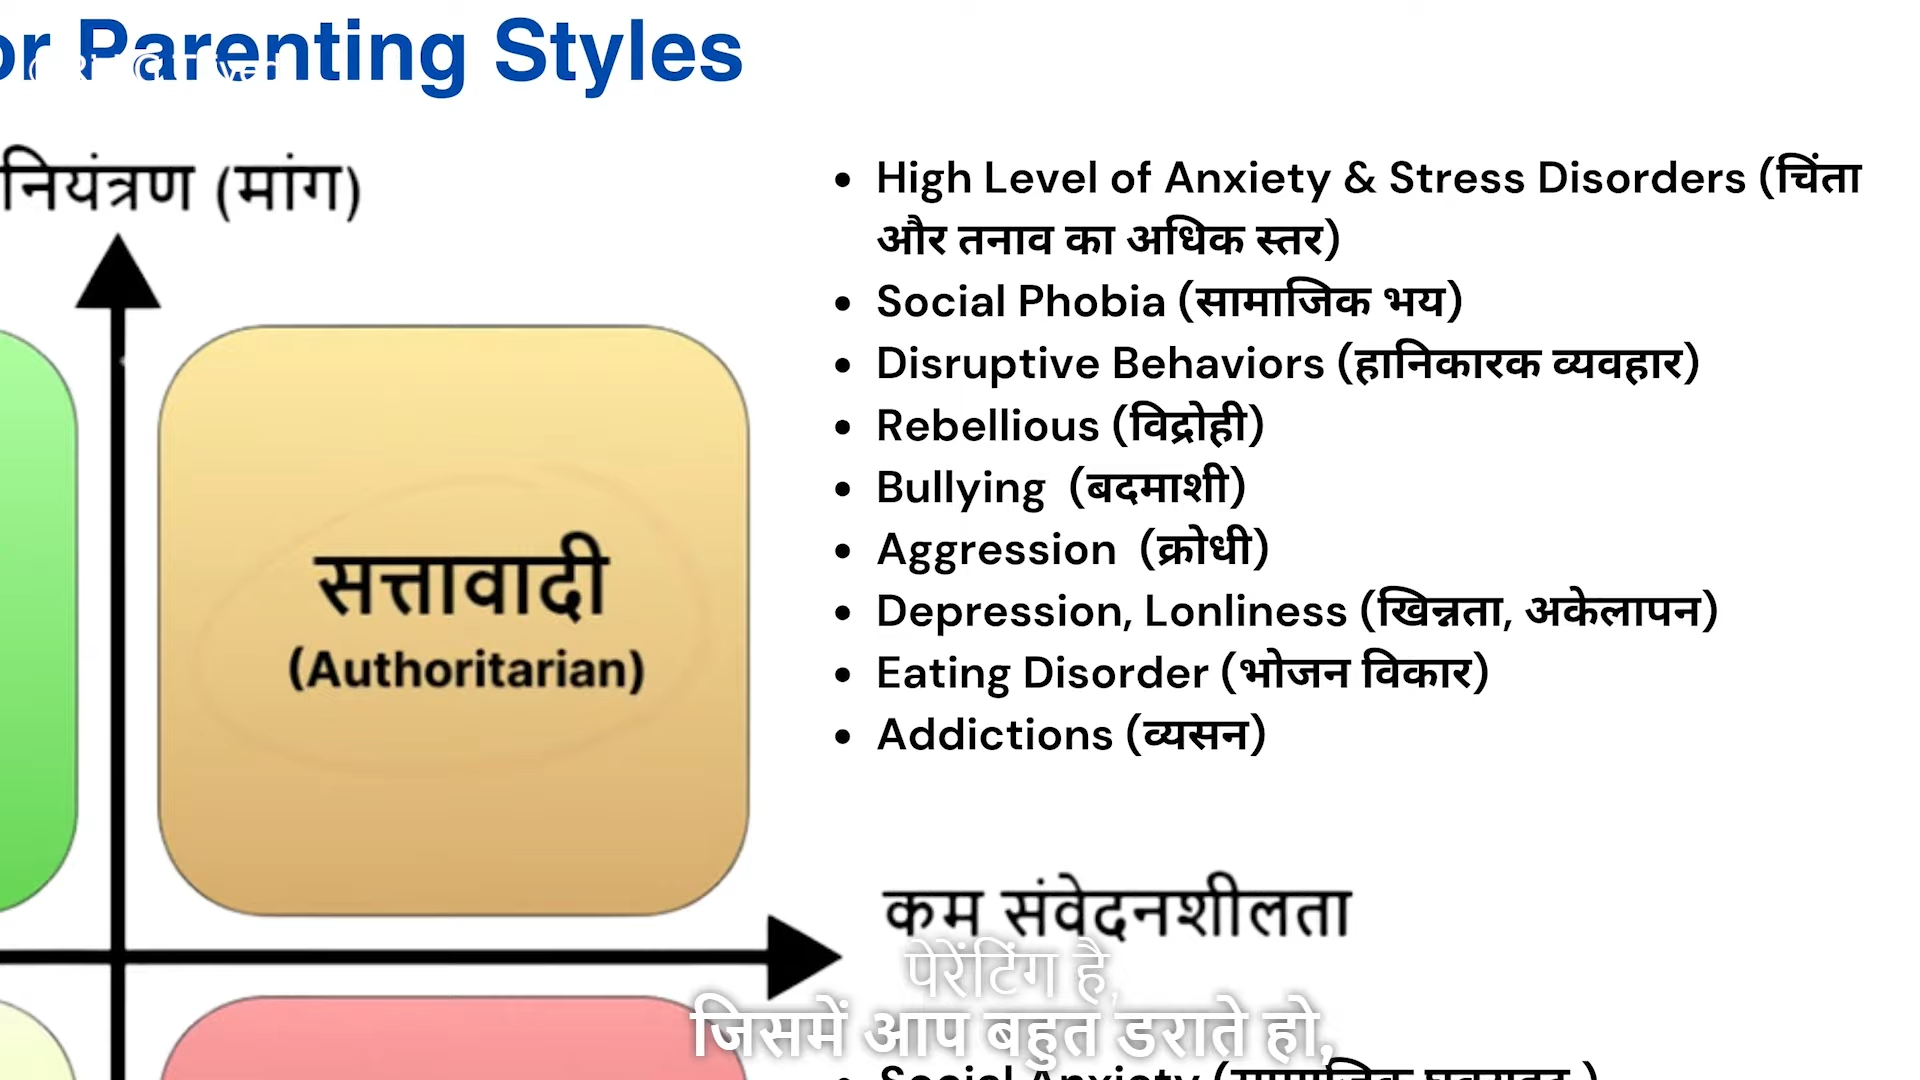 or Parenting Styles
नियंत्रण (मांग)
• High Level of Anxiety & Stress Disorders (चिंता
और तनाव का अधिक स्तर)
• Social Phobia (सामाजिक भय)
• Disruptive Behaviors (हानिकारक व्यवहार)
• Rebellious (विद्रोही)
• Bullying (बदमाशी)
• Aggression (क्रोधी)
• Depression, Lonliness (खिन्नता, अकेलापन)
• Eating Disorder (भोजन विकार)
• Addictions (व्यसन)
सत्तावादी
(Authoritarian)
कम संवेदनशीलता
पेरेंटिंग है,
जिसमें आप बहुत डराते हो,
• Social Anxiety (सामाजिक